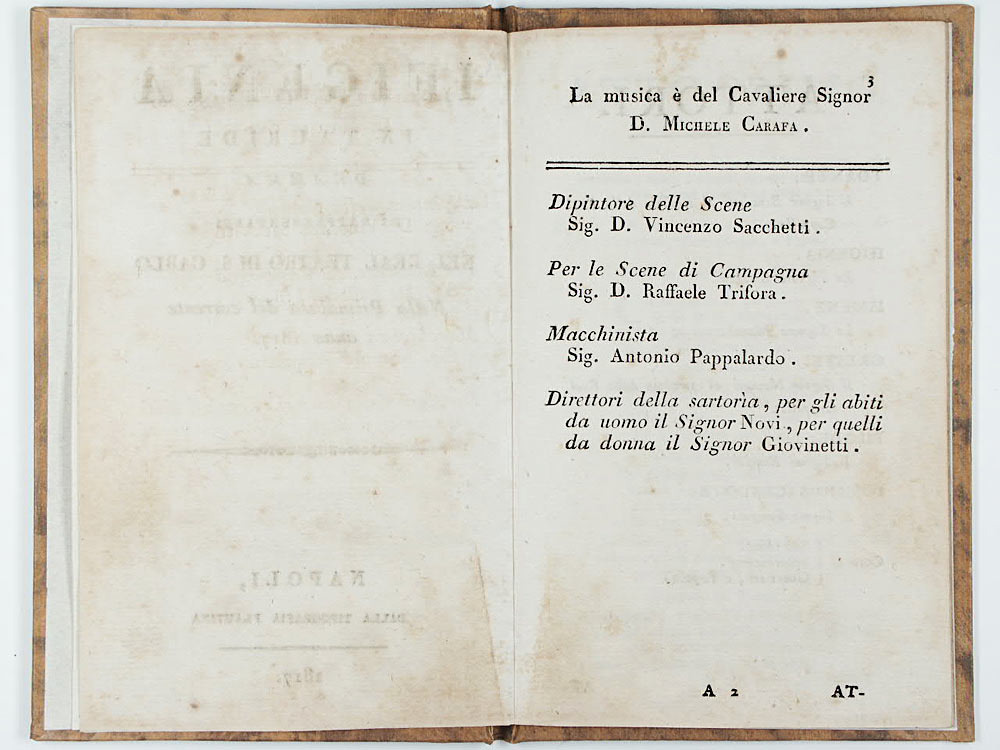 3
La musica è del Cavaliere Signor
D. MICHELE CARAFA .
Dipintore delle Scene
Sig. D. Vincenzo Sacchetti .
Per le Scene di Campagna
Sig. D. Raffaele Trifora .
Macchinista
Sig. Antonio Pappalardo .
Direttori della sartorìa , per gli abiti
da uomo il Signor Novi , per quelli
da donna il Signor Giovinetti .
A 2 AT-